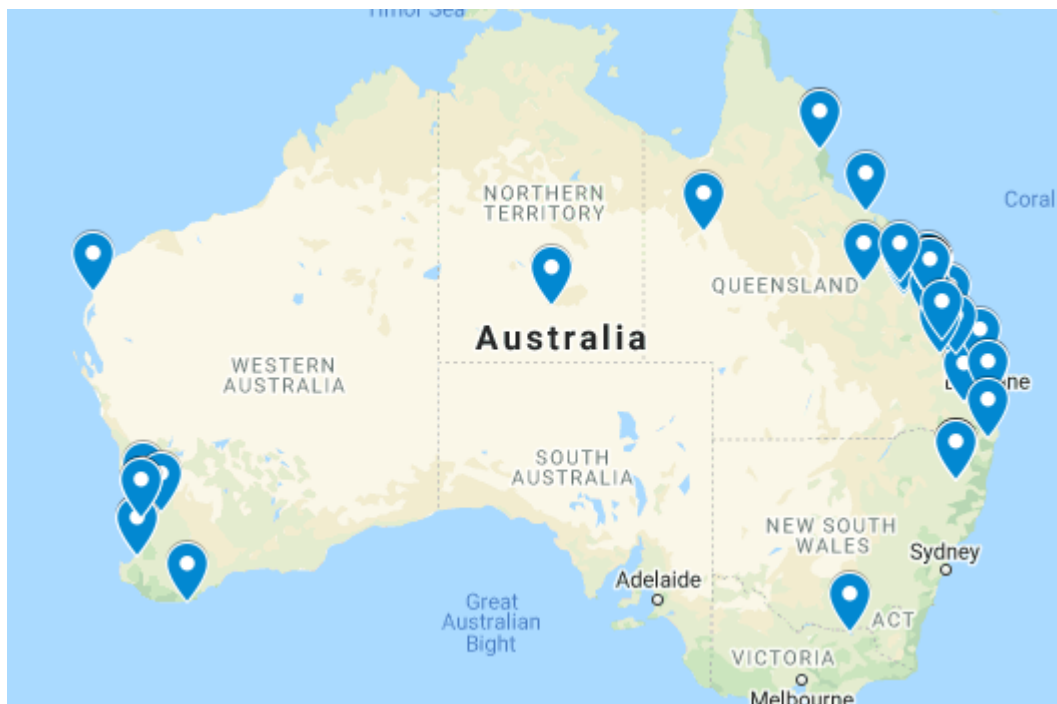 Timor Sea
NORTHERN
TERRITORY
Coral
QUEENSLAND
Australia
WESTERN
AUSTRALIA
SOUTH
AUSTRALIA
NEW SOUTH
WALES
Sydney
Adelaide
Great
Australian
Bight
ACT
VICTORIA
Melbourne